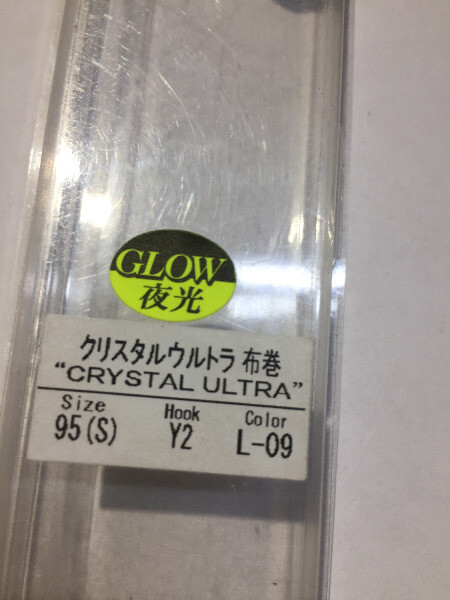 GLOW
夜光
クリスタルウルトラ 布巻
"CRYSTAL ULTRA"
Size Hook Color
95(S) Y2 L-09